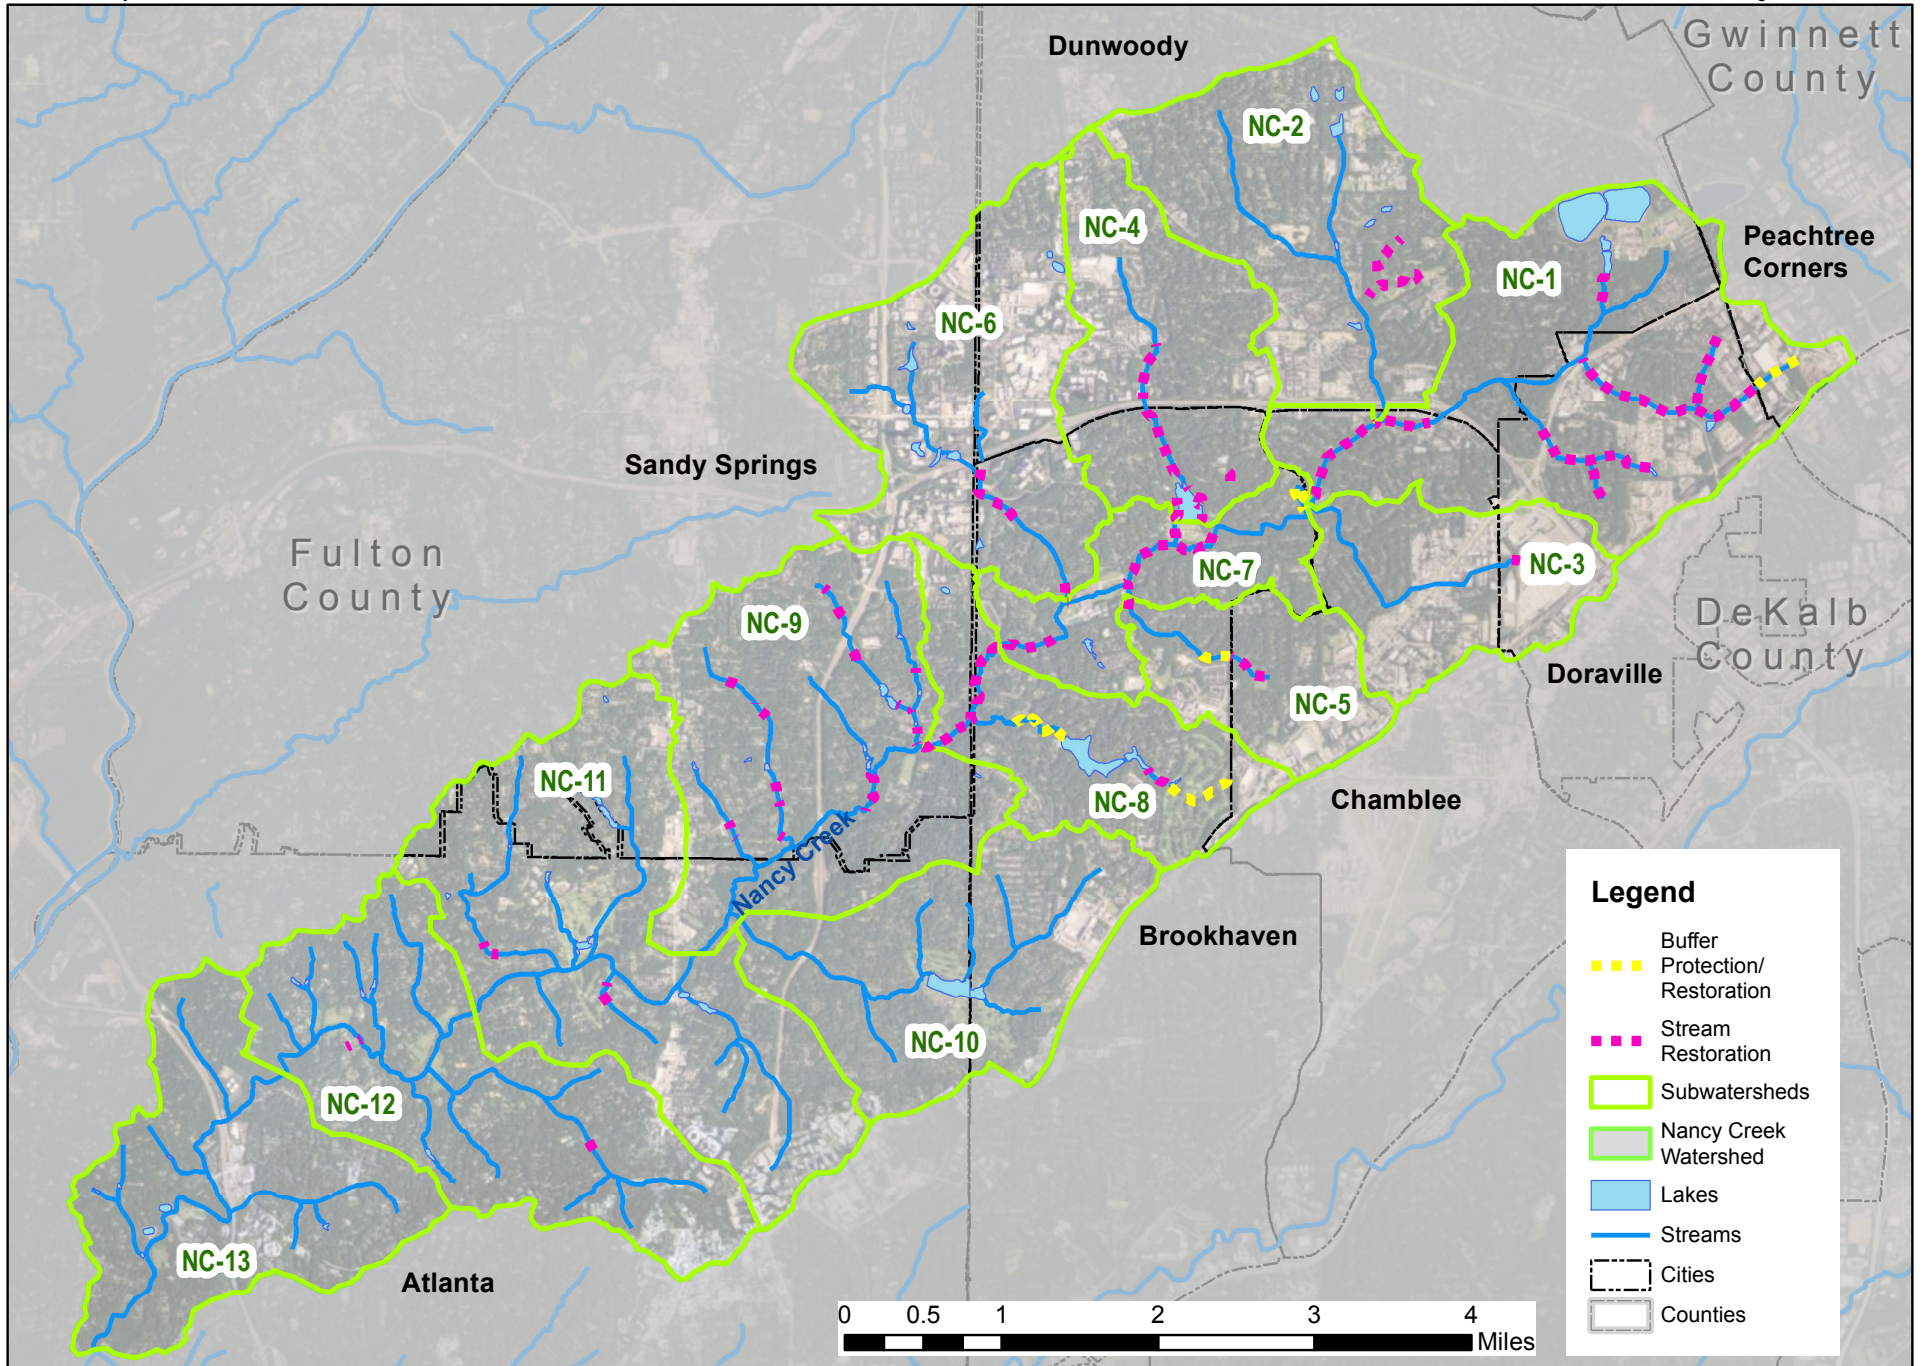 Dunwoody
Gwinnett
County
NC-2
NC-4
Peachtree
Corners
NC-1
NC-6
Sandy Springs
Fulton
County
NC-7
NC-3
DeKalb
County
NC-9
Doraville
NC-5
NC-11
NC-8
Chamblee
Nancy Creek
Brookhaven
NC-10
NC-12
NC-13
Atlanta
Legend
Buffer
Protection/
Restoration
Stream
Restoration
Subwatersheds
Nancy Creek
Watershed
Lakes
Streams
Cities
Counties
0 0.5 1 2 3 4
Miles